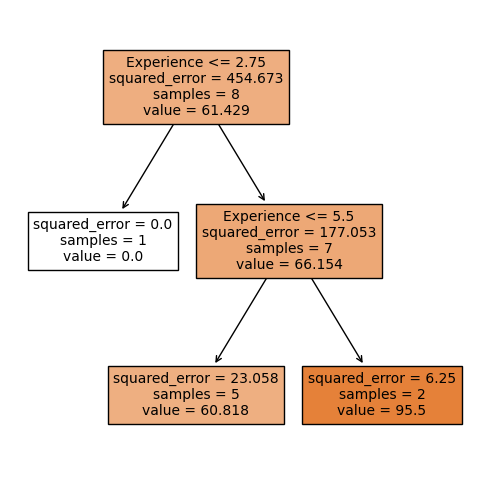 Experience <= 2.75
squared_error = 454.673
samples = 8
value = 61.429
squared_error = 0.0
samples = 1
value = 0.0
Experience <= 5.5
squared_error = 177.053
samples = 7
value = 66.154
squared_error = 23.058
samples = 5
value = 60.818
squared_error = 6.25
samples = 2
value = 95.5